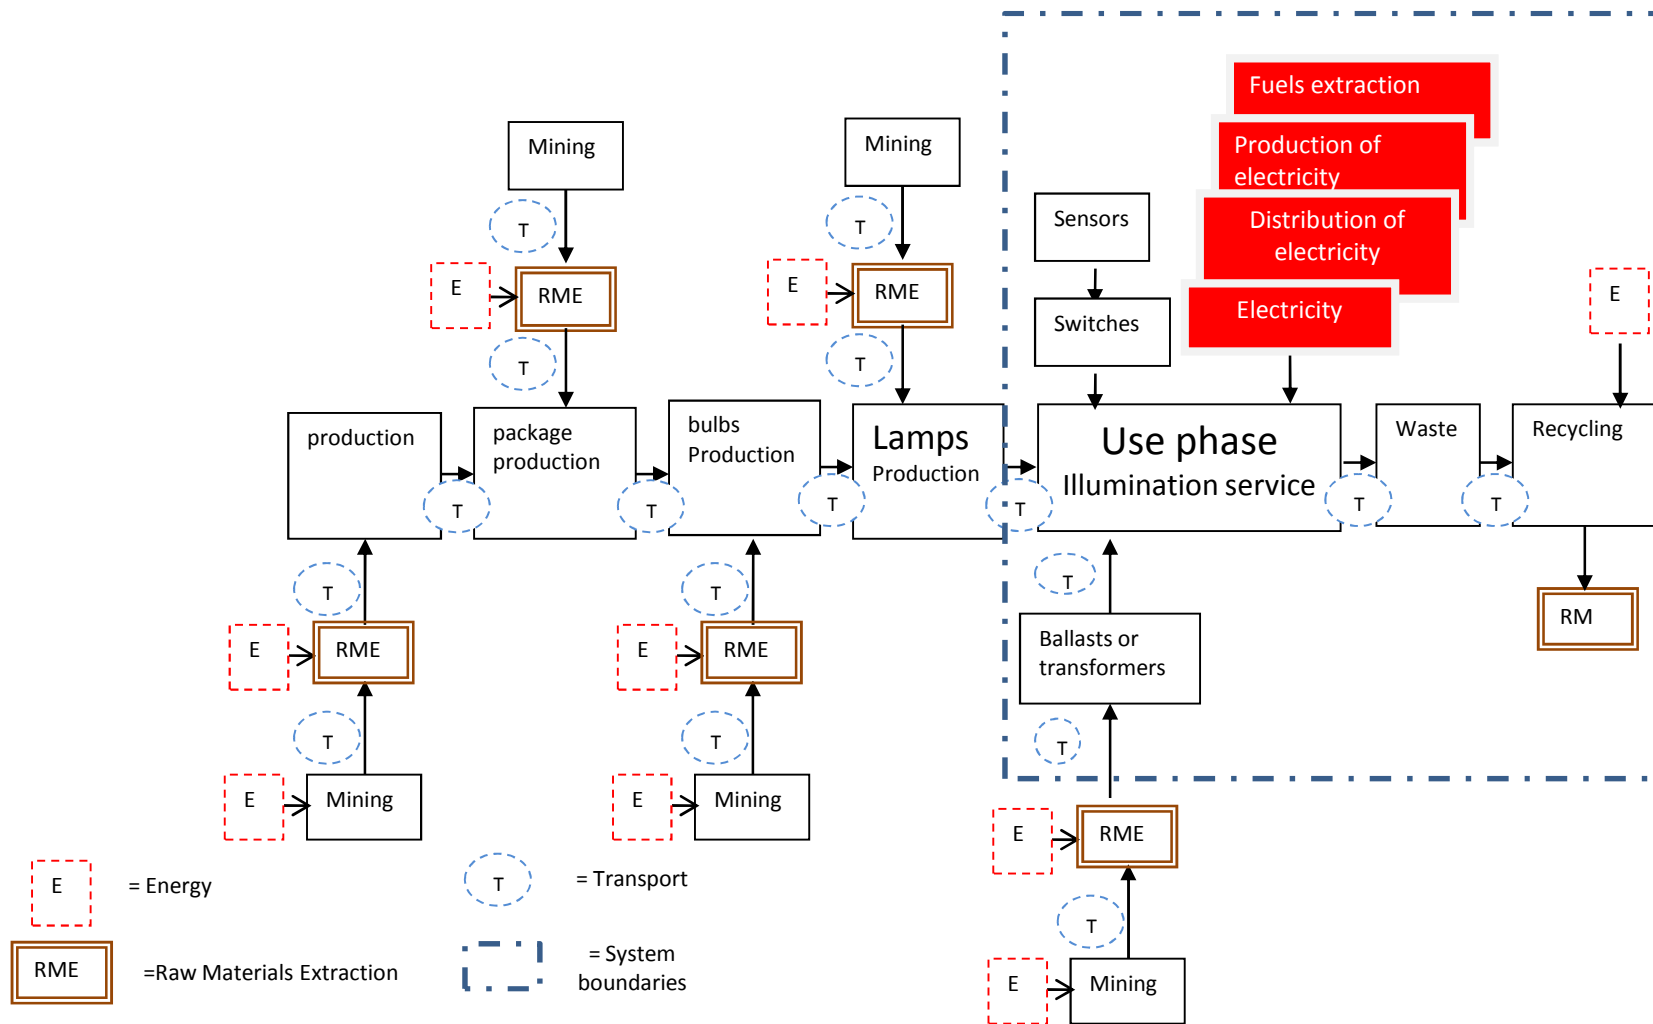 Fuels extraction
Production of
electricity
Distribution of
electricity
Electricity
Mining
Mining
T
T
Sensors
E
RME
E
RME
E
Switches
T
T
production
package
production
bulbs
Production
Lamps
Production
Use phase
Illumination service
Waste
Recycling
T
T
T
T
T
T
T
T
T
RM
E
RME
E
RME
Ballasts or
transformers
T
T
T
E
Mining
E
Mining
E
RME
E
= Energy
T
= Transport
T
RME
=Raw Materials Extraction
= System
boundaries
E
Mining